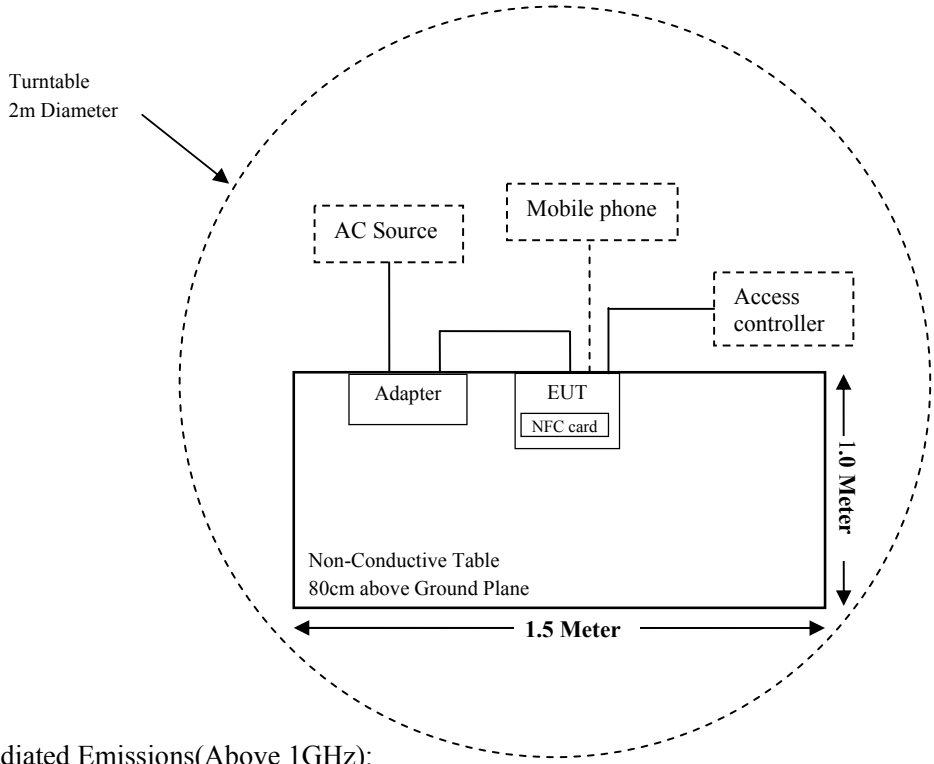 Turntable
2m Diameter
Mobile phone
AC Source
Access
controller
Adapter
EUT
NFC card
1.0 Meter
Non-Conductive Table
80cm above Ground Plane
1.5 Meter
diated Emissions(Above 1GHz):